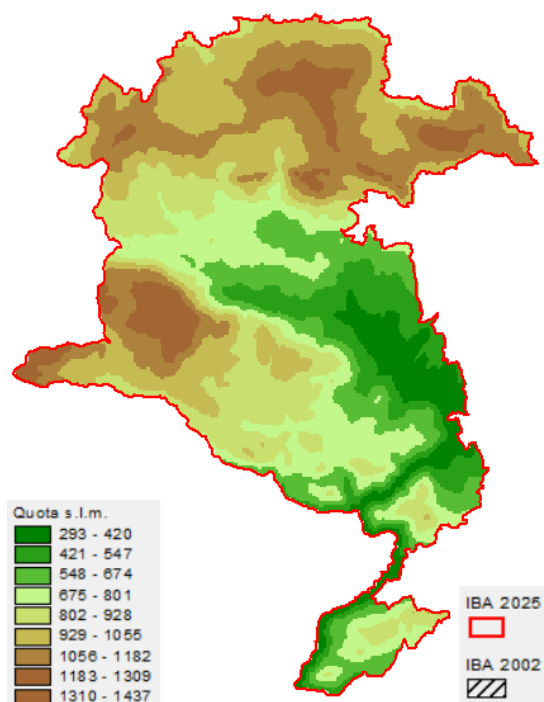 Quota s.l.m.
293 - 420
421 - 547
548 - 674
675 - 801
802 - 928
929 - 1055
1056 - 1182
1183 - 1309
1310 - 1437
IBA 2025
IBA 2002